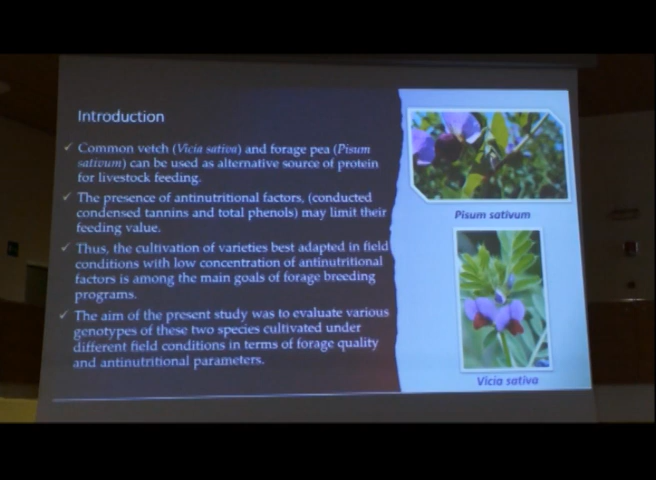 Introduction
✓ Common vetch (Vicia sativa) and forage pea (Pisum
sativum) can be used as alternative source of protein
for livestock feeding.
✓ The presence of antinutritional factors, (conducted
condensed tannins and total phenols) may limit their
feeding value.
✓ Thus, the cultivation of varieties best adapted in field
conditions with low concentration of antinutritional
factors is among the main goals of forage breeding
programs.
✓ The aim of the present study was to evaluate various
genotypes of these two species cultivated under
different field conditions in terms of forage quality
and antinutritional parameters.
Pisum sativum
Vicia sativa